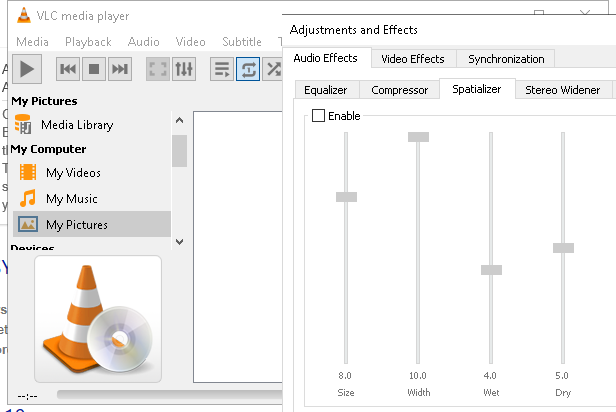 VLC media player
Media Playback Audio Video Subtitle
My Pictures
Media Library
My Computer
My Videos
My Music
My Pictures
Devices
--:--
Adjustments and Effects
Audio Effects Video Effects Synchronization
Equalizer Compressor Spatializer Stereo Widener
Enable
8.0 10.0 4.0 5.0
Size Width Wet Dry